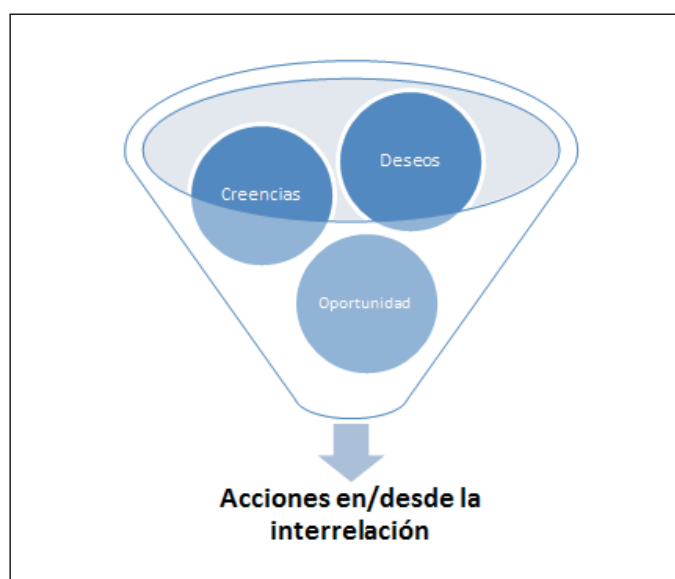 Deseos
Creencias
Oportunidad
Acciones en/desde la
interrelación